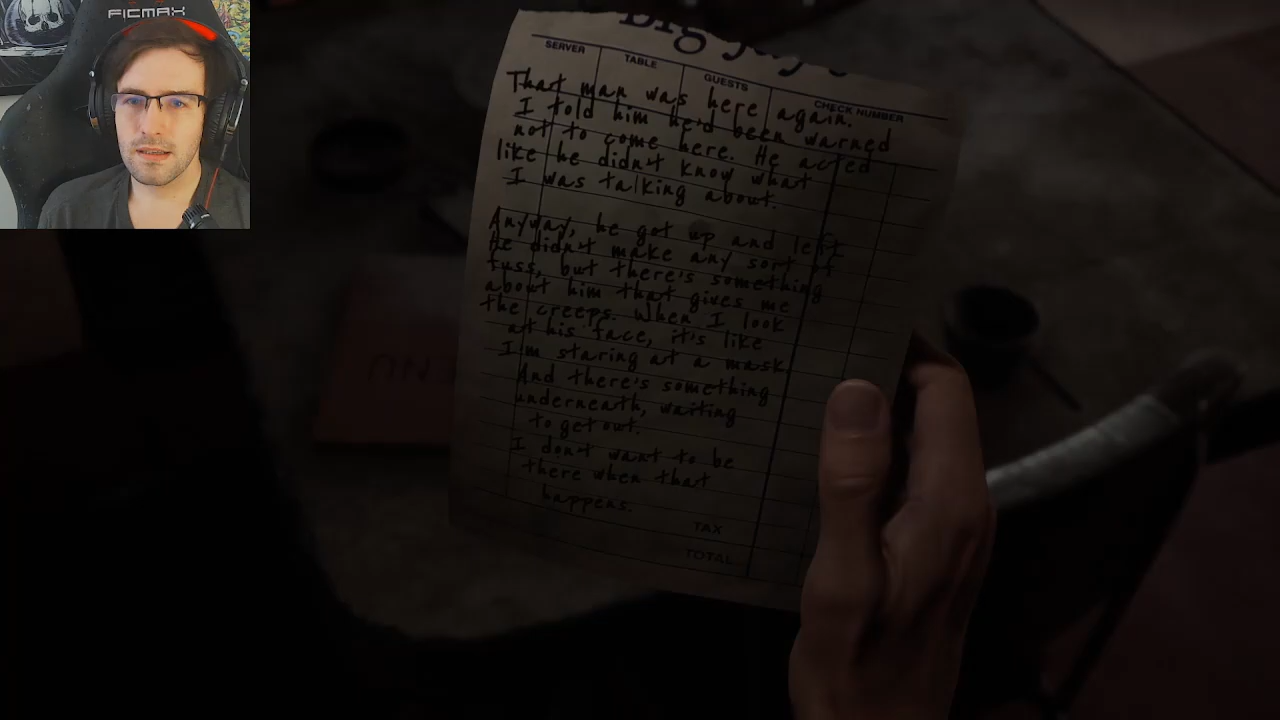 FICMAX
Big Jay's
SERVER TABLE GUESTS CHECK NUMBER
That man was here again.
I told him he'd been warned
not to come here. He acted
like he didn't know what
I was talking about.
Anyway, he got up and left
He didn't make any sort of
fuss, but there's something
about him that gives me
the creeps. When I look
at his face, it's like
I'm staring at a mask
And there's something
underneath, waiting
to get out.
I don't want to be
there when that
happens.
TAX
TOTAL